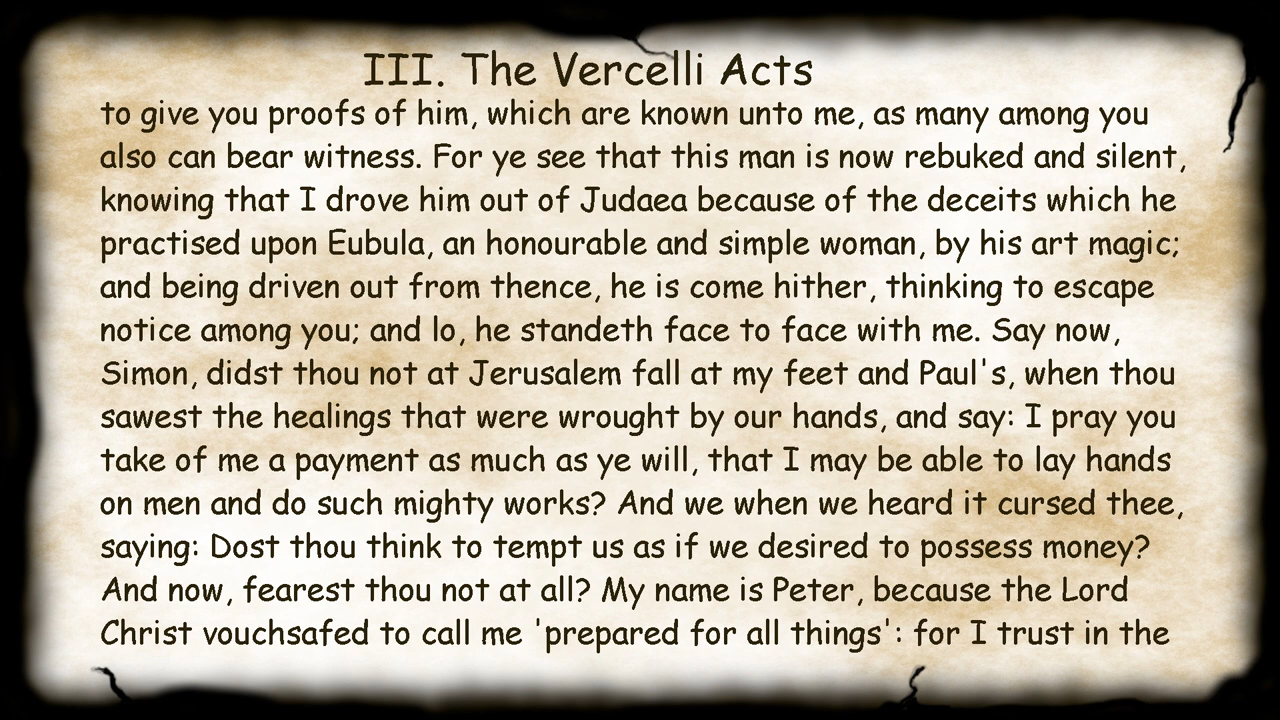 III. The Vercelli Acts
to give you proofs of him, which are known unto me, as many among you
also can bear witness. For ye see that this man is now rebuked and silent,
knowing that I drove him out of Judaea because of the deceits which he
practised upon Eubula, an honourable and simple woman, by his art magic;
and being driven out from thence, he is come hither, thinking to escape
notice among you; and lo, he standeth face to face with me. Say now,
Simon, didst thou not at Jerusalem fall at my feet and Paul's, when thou
sawest the healings that were wrought by our hands, and say: I pray you
take of me a payment as much as ye will, that I may be able to lay hands
on men and do such mighty works? And we when we heard it cursed thee,
saying: Dost thou think to tempt us as if we desired to possess money?
And now, fearest thou not at all? My name is Peter, because the Lord
Christ vouchsafed to call me 'prepared for all things': for I trust in the